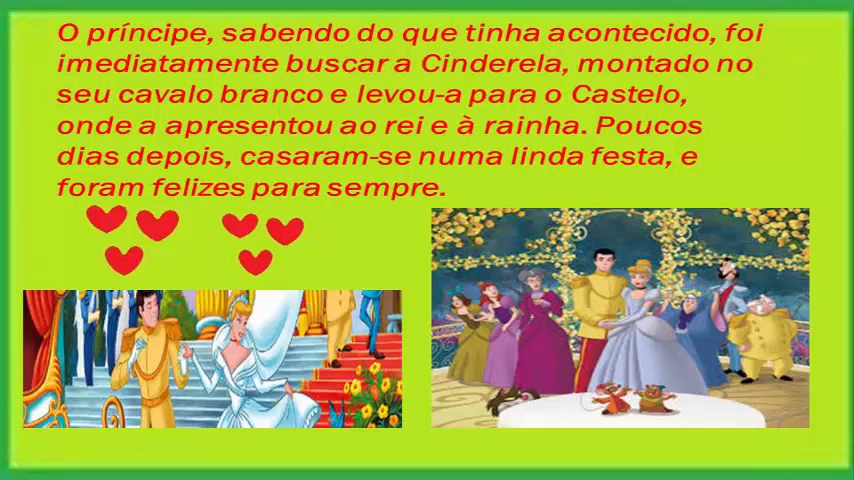 O príncipe, sabendo do que tinha acontecido, foi
imediatamente buscar a Cinderela, montado no
seu cavalo branco e levou-a para o Castelo,
onde a apresentou ao rei e à rainha. Poucos
dias depois, casaram-se numa linda festa, e
foram felizes para sempre.